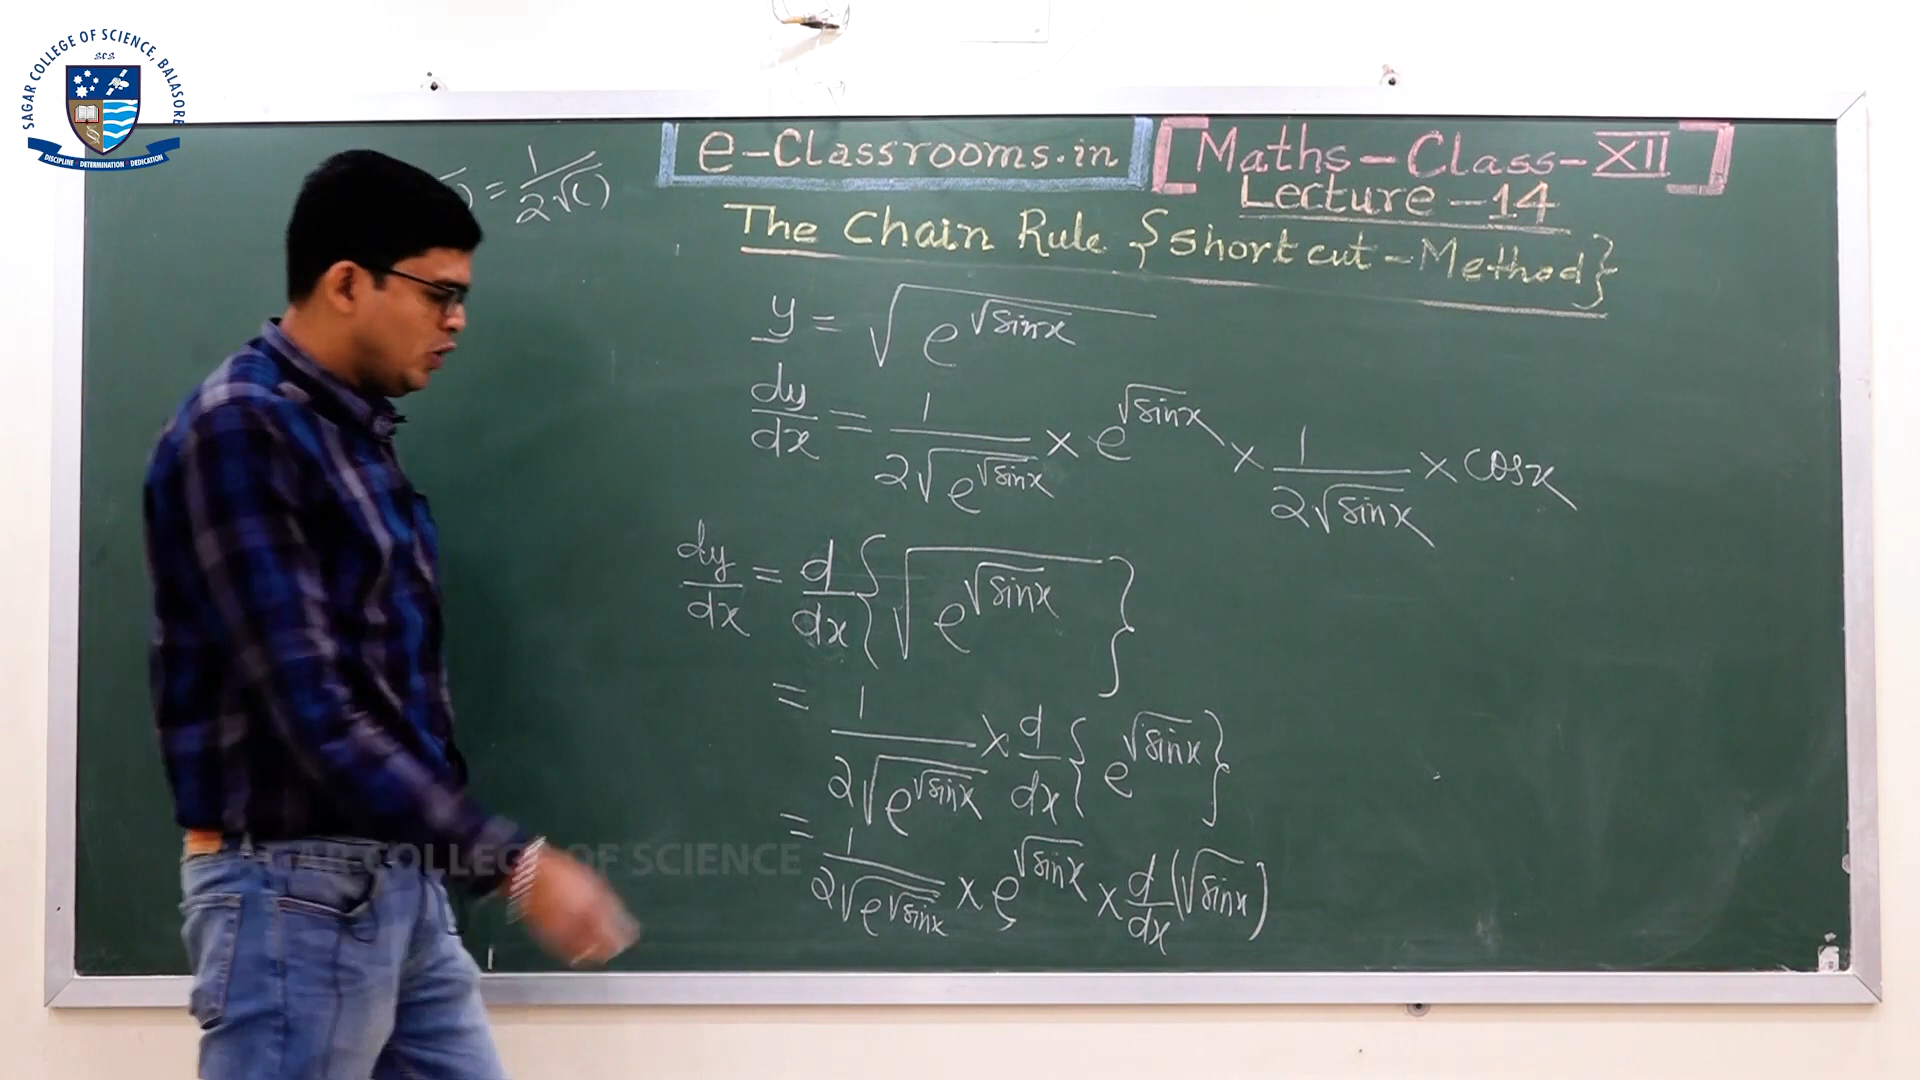 SAGAR COLLEGE OF SCIENCE, BALASORE
SCS
DISCIPLINE DETERMINATION DEDICATION
e-Classrooms.in
Maths-Class-XII
Lecture-14
) = 1/2√( )
The Chain Rule {Short cut-Method}
y = √(e^√sinx)
dy/dx = 1/2√(e^√sinx) × e^√sinx × 1/2√sinx × cosx
dy/dx = d/dx {√(e^√sinx)}
= 1/2√(e^√sinx) × d/dx {e^√sinx}
= 1/2√(e^√sinx) × e^√sinx × d/dx (√sinx)
SAGAR COLLEGE OF SCIENCE